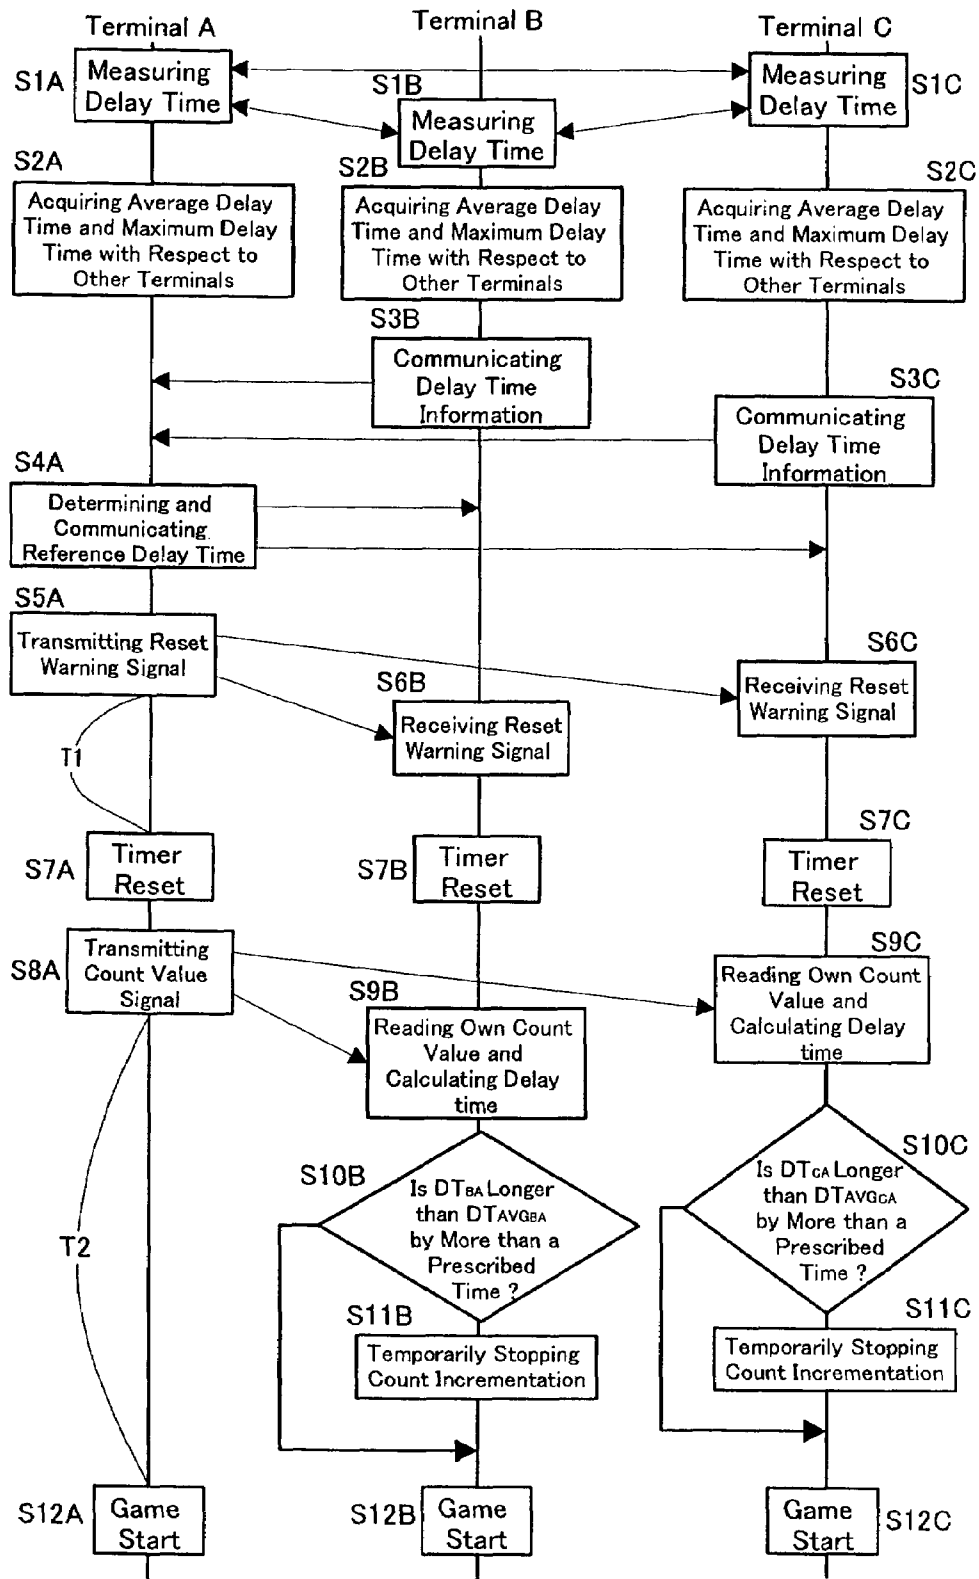 Terminal A
Terminal B
Terminal C
S1A
Measuring
Delay Time
S1B
Measuring
Delay Time
Measuring
Delay Time
S1C
S2A
Acquiring Average Delay
Time and Maximum Delay
Time with Respect to
Other Terminals
S2B
Acquiring Average Delay
Time and Maximum Delay
Time with Respect to
Other Terminals
S2C
Acquiring Average Delay
Time and Maximum Delay
Time with Respect to
Other Terminals
S3B
Communicating
Delay Time
Information
S3C
Communicating
Delay Time
Information
S4A
Determining and
Communicating
Reference Delay Time
S5A
Transmitting Reset
Warning Signal
S6B
Receiving Reset
Warning Signal
S6C
Receiving Reset
Warning Signal
T1
S7A
Timer
Reset
S7B
Timer
Reset
S7C
Timer
Reset
S8A
Transmitting
Count Value
Signal
S9B
Reading Own Count
Value and
Calculating Delay
time
S9C
Reading Own Count
Value and
Calculating Delay
time
T2
S10B
Is DTBA Longer
than DTAVGBA
by More than a
Prescribed
Time ?
S10C
Is DTCA Longer
than DTAVGCA
by More than a
Prescribed
Time ?
S11B
Temporarily Stopping
Count Incrementation
S11C
Temporarily Stopping
Count Incrementation
S12A
Game
Start
S12B
Game
Start
Game
Start
S12C